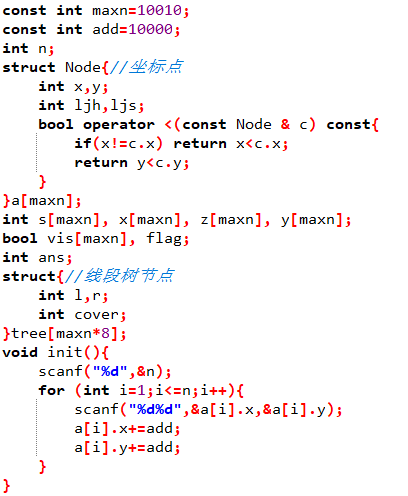 const int maxn=10010;
const int add=10000;
int n;
struct Node{//坐标点
    int x,y;
    int ljh,ljs;
    bool operator <(const Node & c) const{
        if(x!=c.x) return x<c.x;
        return y<c.y;
    }
}a[maxn];
int s[maxn], x[maxn], z[maxn], y[maxn];
bool vis[maxn], flag;
int ans;
struct{//线段树节点
    int l,r;
    int cover;
}tree[maxn*8];
void init(){
    scanf("%d",&n);
    for (int i=1;i<=n;i++){
        scanf("%d%d",&a[i].x,&a[i].y);
        a[i].x+=add;
        a[i].y+=add;
    }
}